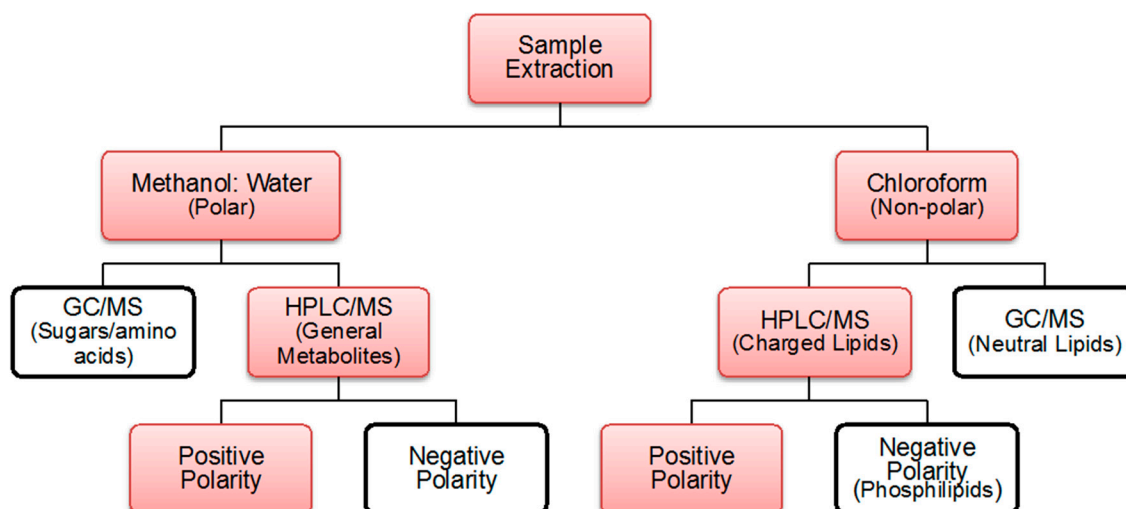 Sample
Extraction
Methanol: Water
(Polar)
Chloroform
(Non-polar)
GC/MS
(Sugars/amino
acids)
HPLC/MS
(General
Metabolites)
HPLC/MS
(Charged Lipids)
GC/MS
(Neutral Lipids)
Positive
Polarity
Negative
Polarity
Positive
Polarity
Negative
Polarity
(Phosphilipids)